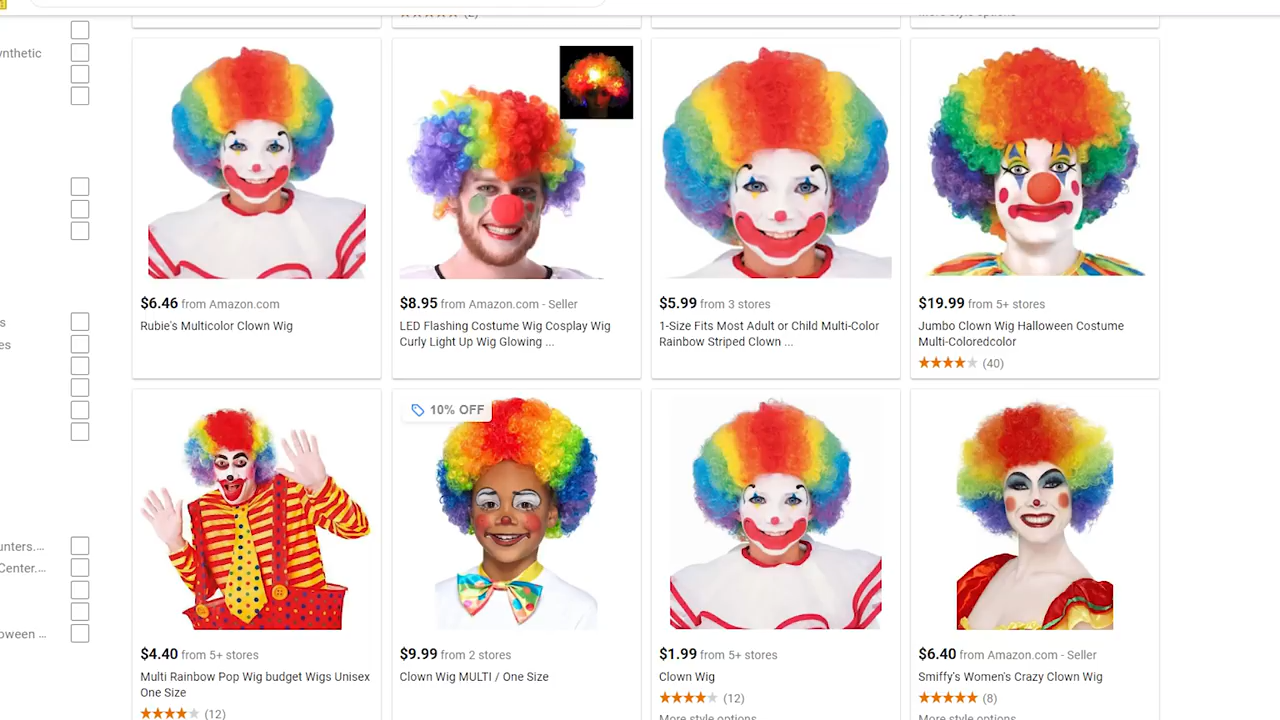 ynthetic
(2)
More style options
$6.46 from Amazon.com
Rubie's Multicolor Clown Wig
$8.95 from Amazon.com - Seller
LED Flashing Costume Wig Cosplay Wig
Curly Light Up Wig Glowing ...
$5.99 from 3 stores
1-Size Fits Most Adult or Child Multi-Color
Rainbow Striped Clown ...
$19.99 from 5+ stores
Jumbo Clown Wig Halloween Costume
Multi-Coloredcolor
(40)
s
es
10% OFF
unters....
Center....
oween ...
$4.40 from 5+ stores
Multi Rainbow Pop Wig budget Wigs Unisex
One Size
(12)
$9.99 from 2 stores
Clown Wig MULTI / One Size
$1.99 from 5+ stores
Clown Wig
(12)
More style options
$6.40 from Amazon.com - Seller
Smiffy's Women's Crazy Clown Wig
(8)
More style options